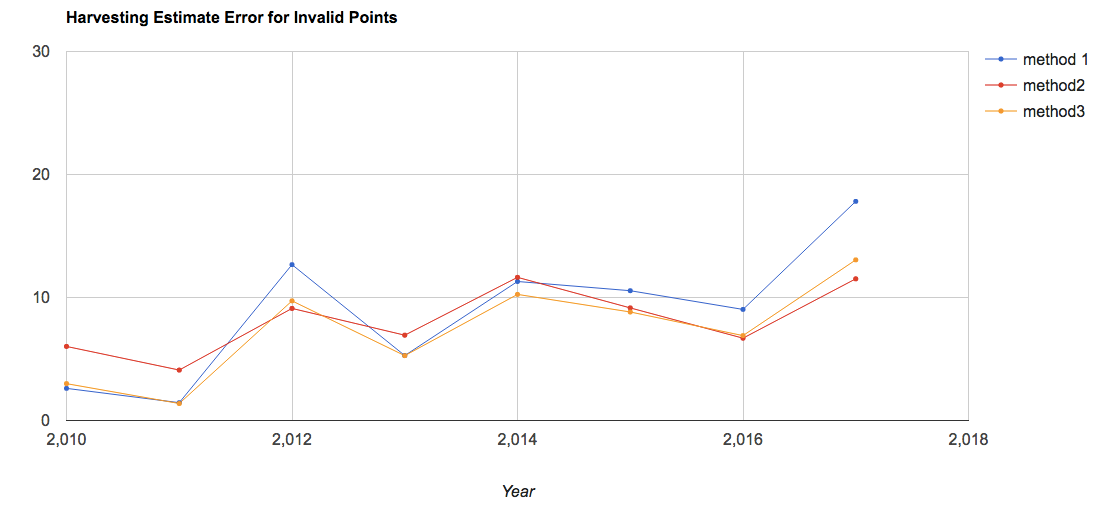 Harvesting Estimate Error for Invalid Points
30
20
10
0
2,010
2,012
2,014
2,016
2,018
Year
method 1
method2
method3